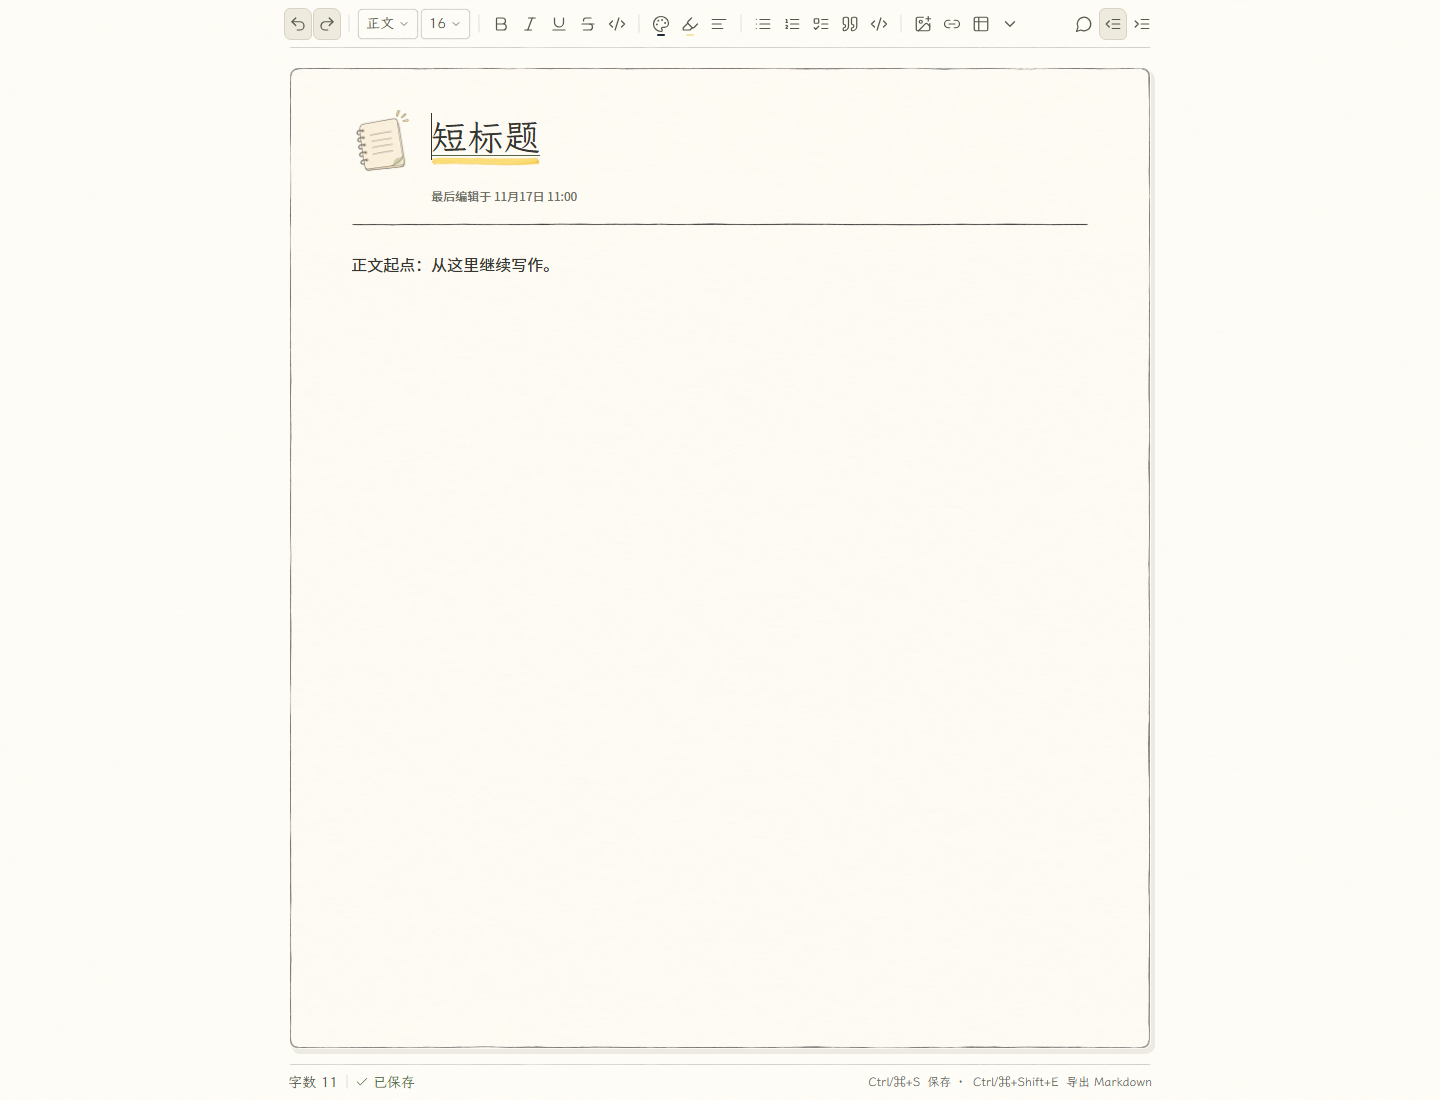 正文 16
短标题
最后编辑于 11月17日 11:00
正文起点：从这里继续写作。
字数 11 已保存 Ctrl/⌘+S 保存 · Ctrl/⌘+Shift+E 导出 Markdown